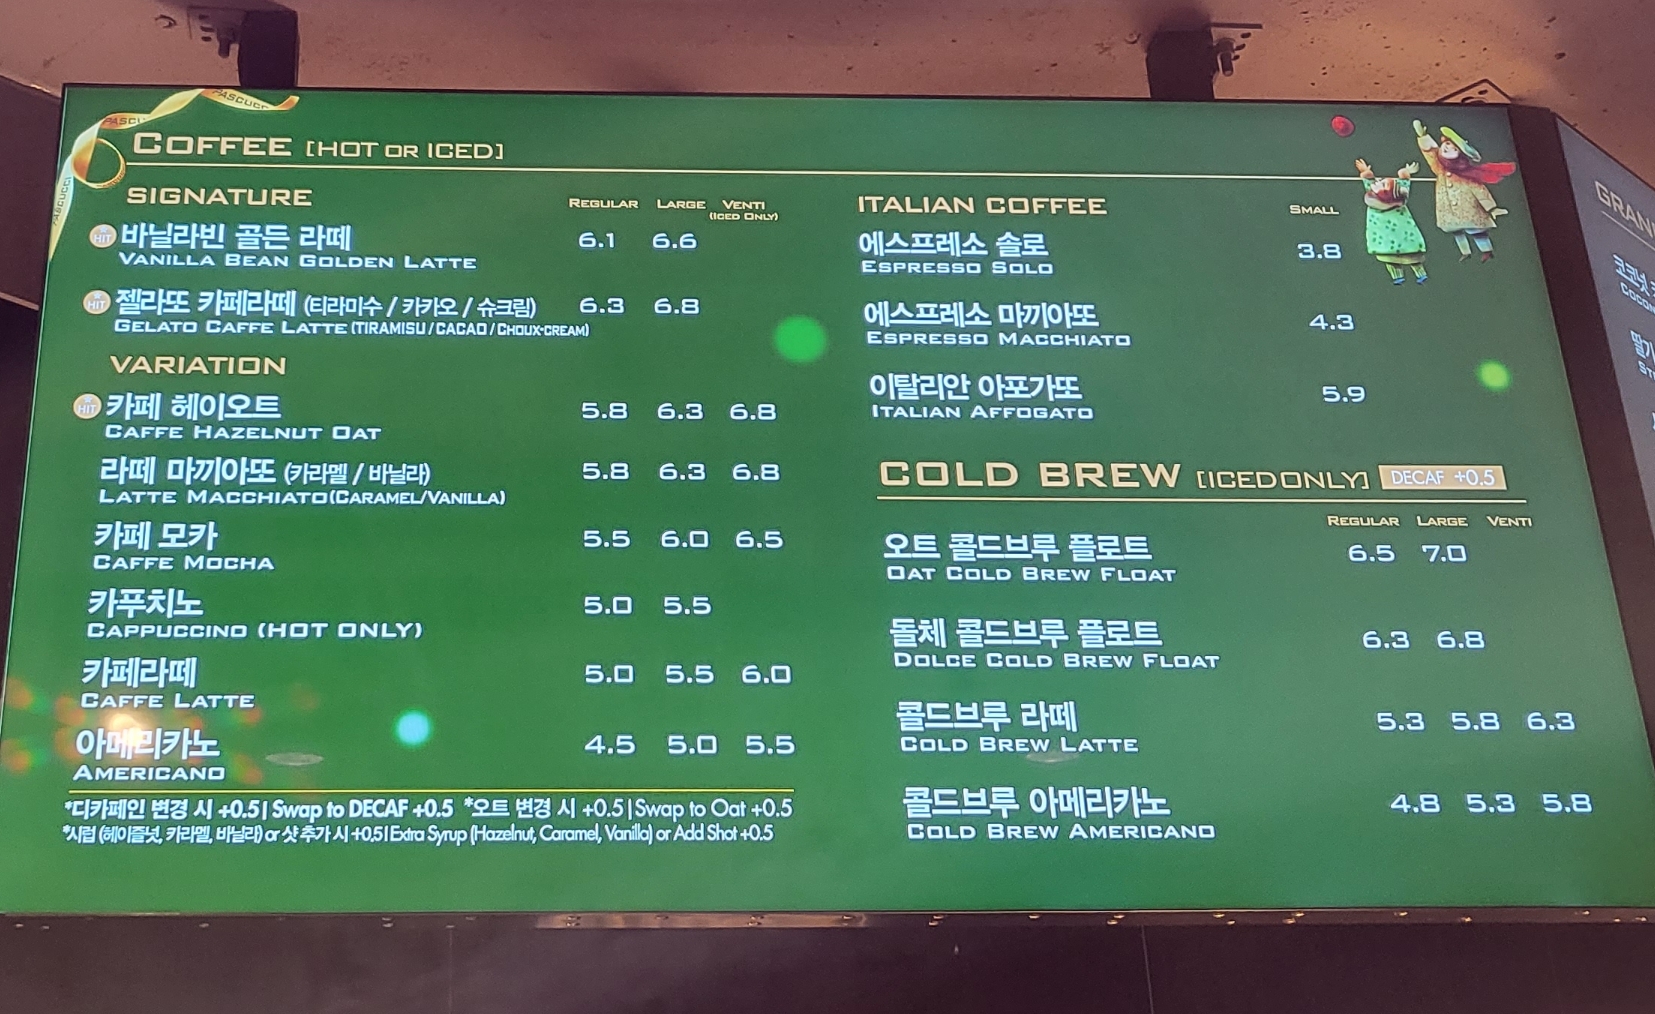 PASCUCCI
PASCUCCI
COFFEE [HOT OR ICED]
SIGNATURE
REGULAR LARGE VENTI
(ICED ONLY)
HIT 바닐라빈 골든 라떼 6.1 6.6
VANILLA BEAN GOLDEN LATTE
HIT 젤라또 카페라떼 (티라미수 / 카카오 / 슈크림) 6.3 6.8
GELATO CAFFE LATTE (TIRAMISU / CACAO / CHOUX-CREAM)
VARIATION
HIT 카페 헤이오트 5.8 6.3 6.8
CAFFE HAZELNUT OAT
라떼 마끼아또 (카라멜 / 바닐라) 5.8 6.3 6.8
LATTE MACCHIATO(CARAMEL/VANILLA)
카페 모카 5.5 6.0 6.5
CAFFE MOCHA
카푸치노 5.0 5.5
CAPPUCCINO (HOT ONLY)
카페라떼 5.0 5.5 6.0
CAFFE LATTE
아메리카노 4.5 5.0 5.5
AMERICANO
*디카페인 변경 시 +0.5| Swap to DECAF +0.5 *오트 변경 시 +0.5|Swap to Oat +0.5
*시럽 (헤이즐넛, 카라멜, 바닐라) or 샷 추가 시 +0.5| Extra Syrup (Hazelnut, Caramel, Vanilla) or Add Shot +0.5
ITALIAN COFFEE
SMALL
에스프레소 솔로 3.8
ESPRESSO SOLO
에스프레소 마끼아또 4.3
ESPRESSO MACCHIATO
이탈리안 아포가또 5.9
ITALIAN AFFOGATO
COLD BREW [ICED ONLY] DECAF +0.5
REGULAR LARGE VENTI
오트 콜드브루 플로트 6.5 7.0
OAT COLD BREW FLOAT
돌체 콜드브루 플로트 6.3 6.8
DOLCE COLD BREW FLOAT
콜드브루 라떼 5.3 5.8 6.3
COLD BREW LATTE
콜드브루 아메리카노 4.8 5.3 5.8
COLD BREW AMERICANO